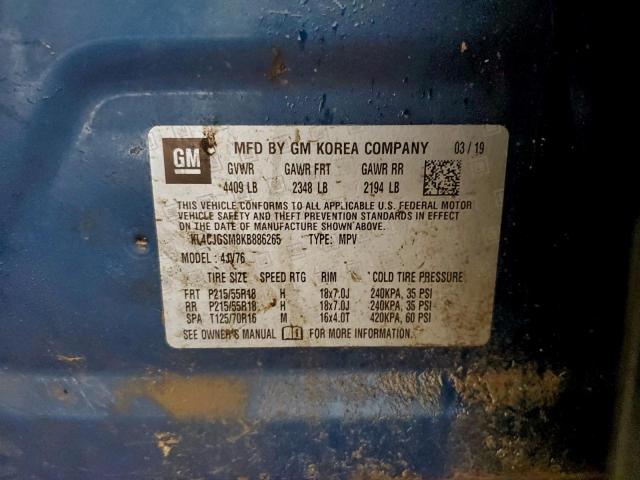 GM
MFD BY GM KOREA COMPANY 03/19
GVWR GAWR FRT GAWR RR
4409 LB 2348 LB 2194 LB
THIS VEHICLE CONFORMS TO ALL APPLICABLE U.S. FEDERAL MOTOR
VEHICLE SAFETY AND THEFT PREVENTION STANDARDS IN EFFECT
ON THE DATE OF MANUFACTURE SHOWN ABOVE.
KL4CJGSM8KB886265 TYPE: MPV
MODEL: 4JV76
TIRE SIZE SPEED RTG RIM COLD TIRE PRESSURE
FRT P215/55R18 H 18x7.0J 240KPA, 35 PSI
RR P215/55R18 H 18x7.0J 240KPA, 35 PSI
SPA T125/70R16 M 16x4.0T 420KPA, 60 PSI
SEE OWNER'S MANUAL FOR MORE INFORMATION.